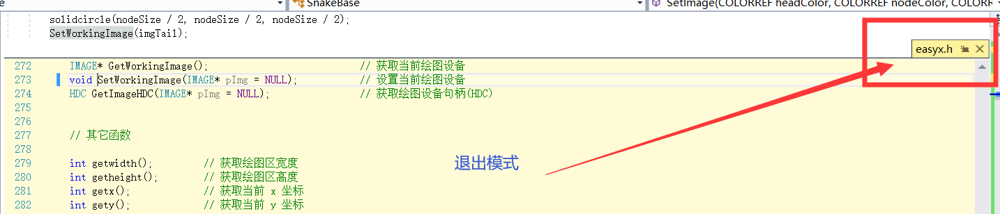 SnakeBase
SetImage(COLORREF headColor, COLORREF nodeColor, COLORR
solidcircle(nodeSize / 2, nodeSize / 2, nodeSize / 2);
SetWorkingImage(imgTail);
easyx.h
272 IMAGE* GetWorkingImage(); // 获取当前绘图设备
273 void SetWorkingImage(IMAGE* pImg = NULL); // 设置当前绘图设备
274 HDC GetImageHDC(IMAGE* pImg = NULL); // 获取绘图设备句柄(HDC)
275
276
277 // 其它函数
278
279 int getwidth(); // 获取绘图区宽度
280 int getheight(); // 获取绘图区高度
281 int getx(); // 获取当前 x 坐标
282 int gety(); // 获取当前 y 坐标
退出模式